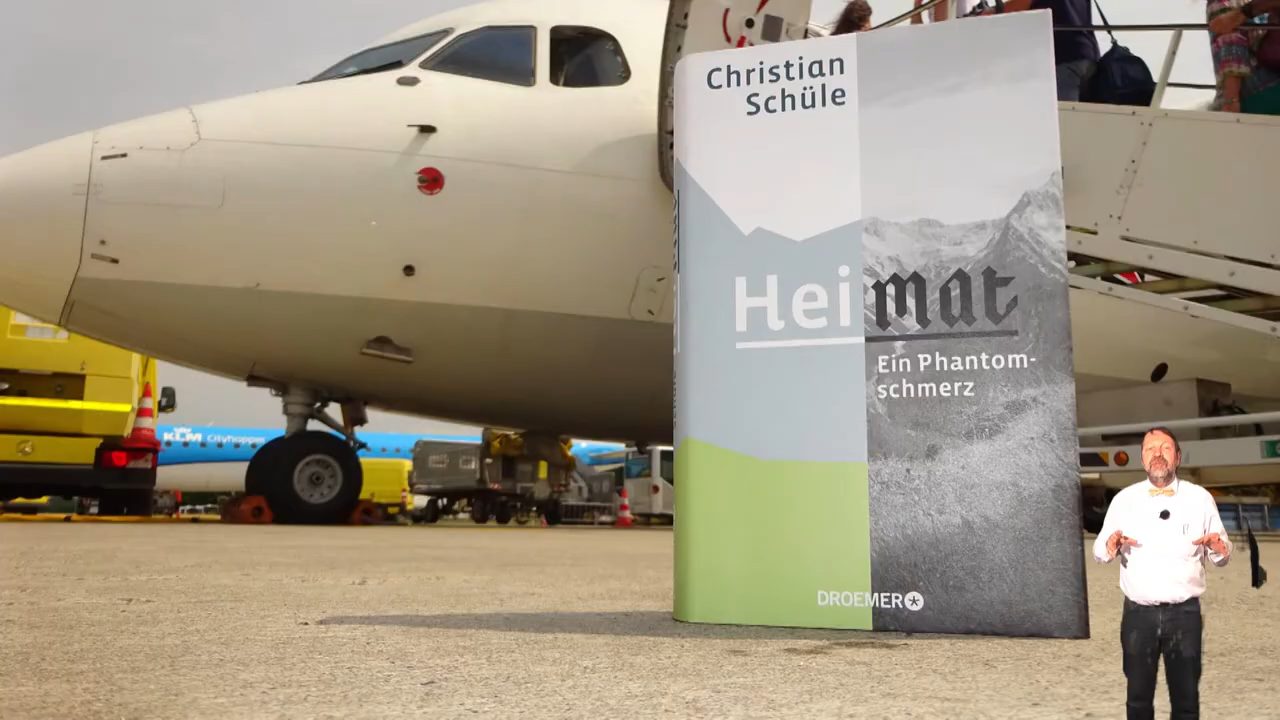 Christian
Schüle
Heimat
Ein Phantom-
schmerz
DROEMER
KLM Cityhopper